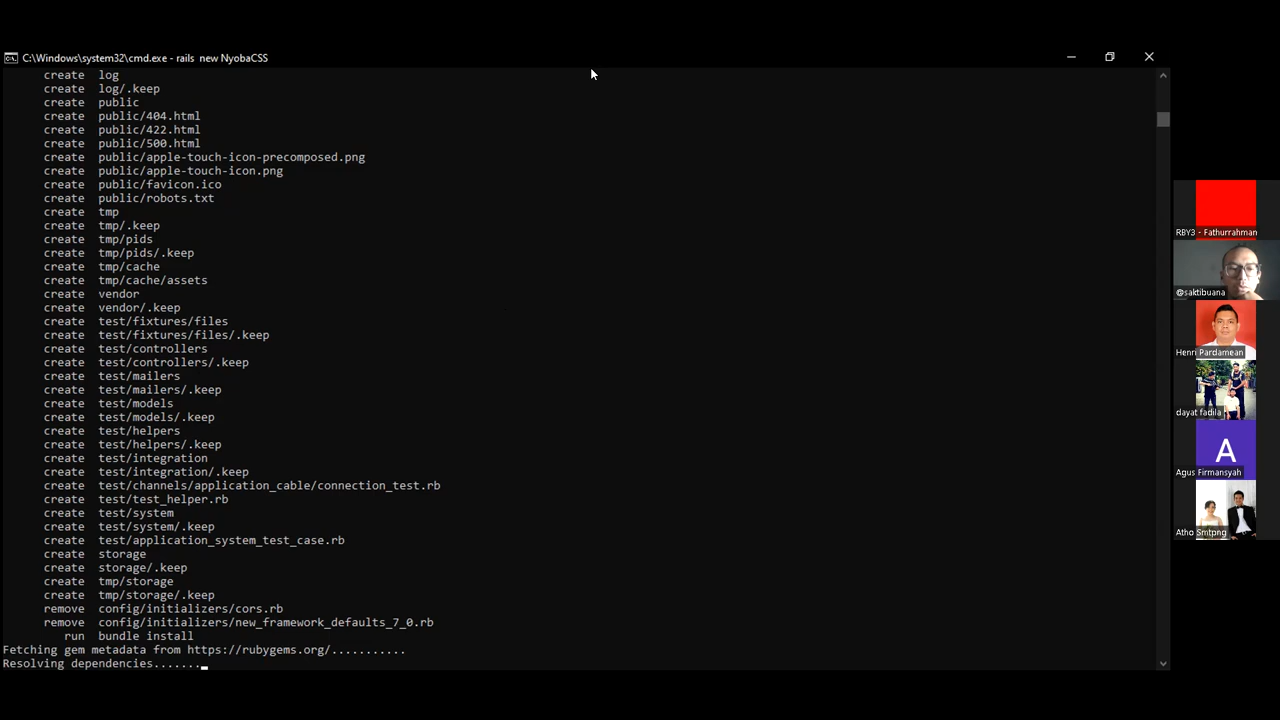 C:\Windows\system32\cmd.exe - rails new NyobaCSS
create log
create log/.keep
create public
create public/404.html
create public/422.html
create public/500.html
create public/apple-touch-icon-precomposed.png
create public/apple-touch-icon.png
create public/favicon.ico
create public/robots.txt
create tmp
create tmp/.keep
create tmp/pids
create tmp/pids/.keep
create tmp/cache
create tmp/cache/assets
create vendor
create vendor/.keep
create test/fixtures/files
create test/fixtures/files/.keep
create test/controllers
create test/controllers/.keep
create test/mailers
create test/mailers/.keep
create test/models
create test/models/.keep
create test/helpers
create test/helpers/.keep
create test/integration
create test/integration/.keep
create test/channels/application_cable/connection_test.rb
create test/test_helper.rb
create test/system
create test/system/.keep
create test/application_system_test_case.rb
create storage
create storage/.keep
create tmp/storage
create tmp/storage/.keep
remove config/initializers/cors.rb
remove config/initializers/new_framework_defaults_7_0.rb
run bundle install
Fetching gem metadata from https://rubygems.org/...........
Resolving dependencies.......
RBY3 - Fathurrahman
@saktibuana
Henri Pardamean
dayat fadila
A
Agus Firmansyah
Atho Smtpng